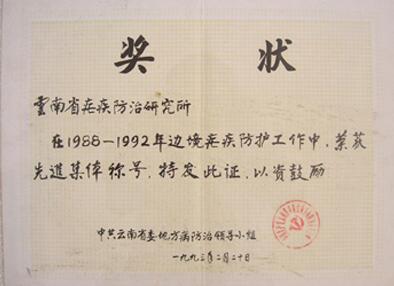 奖状
雲南省疟疾防治研究所
在1988-1992年边境疟疾防护工作中，荣获
先進集体称号，特发此证，以资鼓励
中共云南省委地方病防治领导小组
一九九三年二月二十日